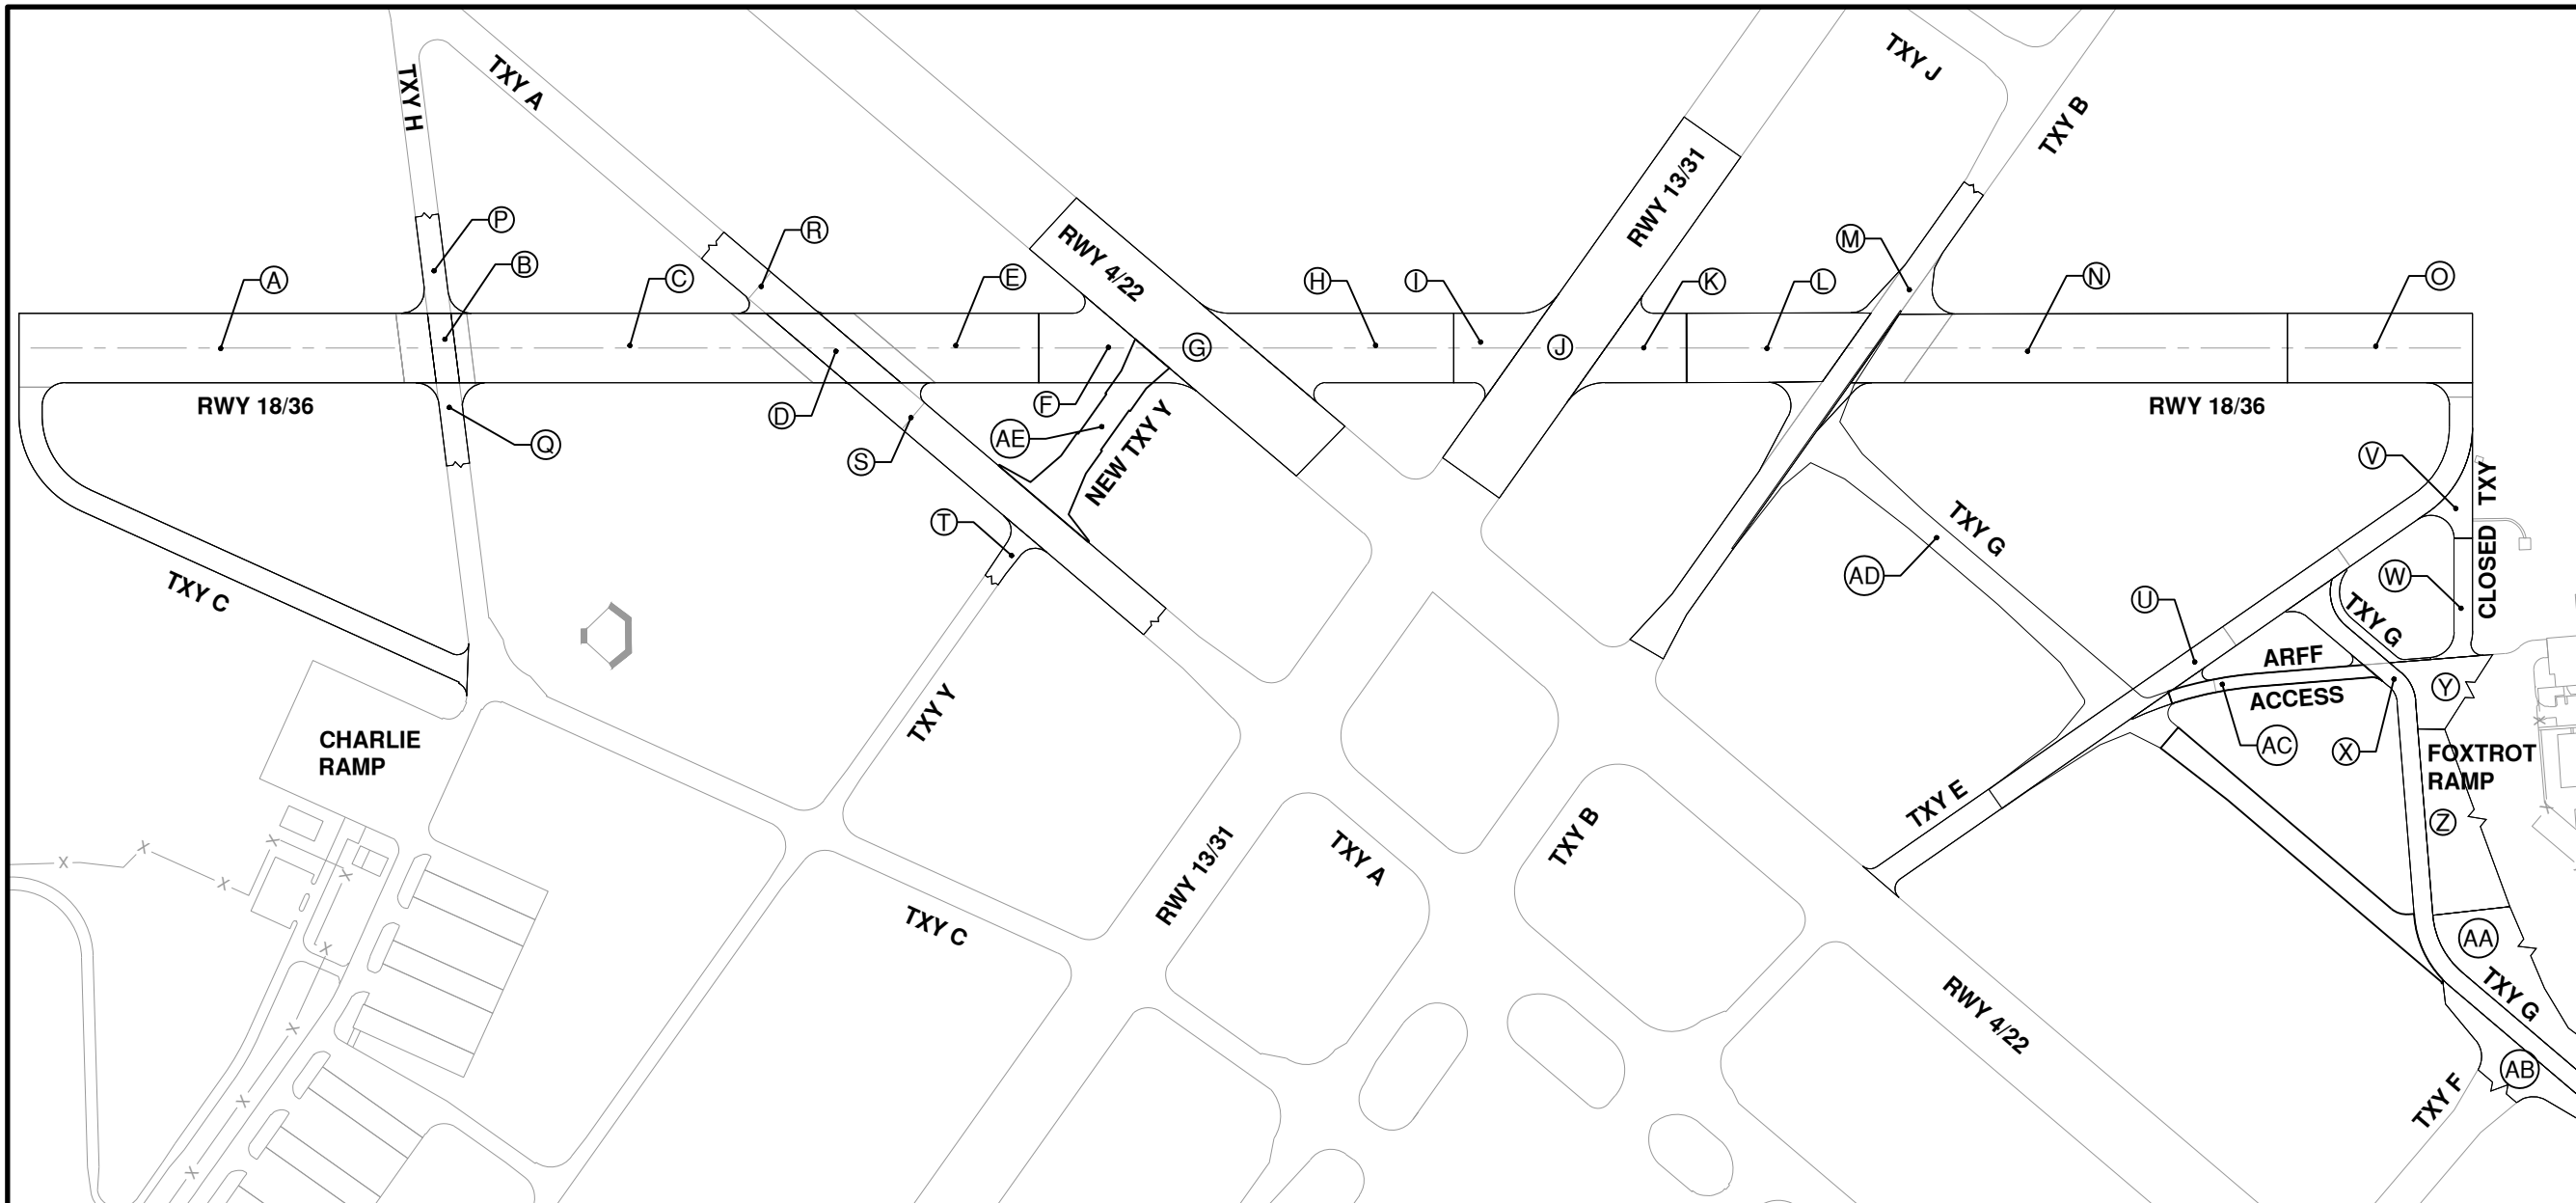 TXY H
TXY A
TXY J
TXY B
RWY 4/22
RWY 13/31
P
B
R
A
C
E
H
I
M
K
L
N
O
G
J
RWY 18/36
Q
D
F
AE
S
NEW TXY Y
RWY 18/36
V
CLOSED TXY
T
TXY G
AD
W
TXY C
U
TXY G
ARFF
ACCESS
Y
AC
X
CHARLIE
RAMP
TXY Y
FOXTROT
RAMP
TXY E
Z
TXY B
TXY A
RWY 13/31
TXY C
AA
RWY 4/22
TXY G
AB
TXY F
X
X
X
X
X
X
X
X
X
X
X